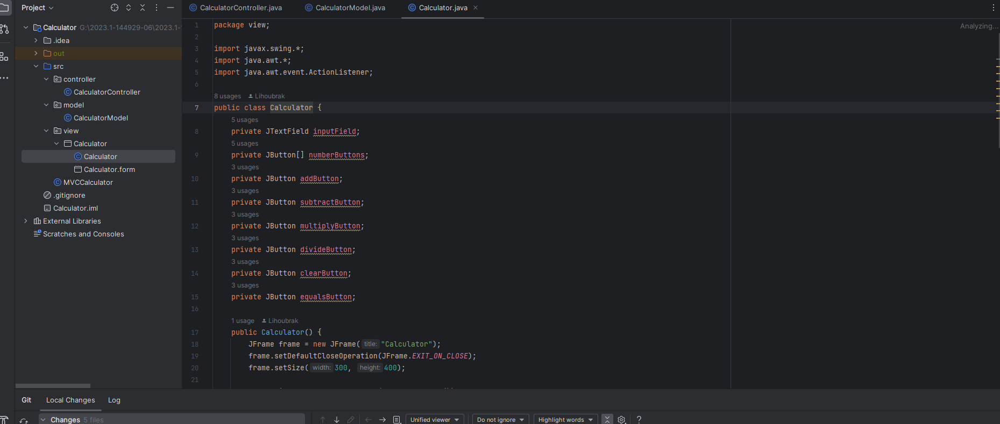 Project
CalculatorController.java
CalculatorModel.java
Calculator.java
Calculator G:\2023.1-144929-06\2023.1-
.idea
out
src
controller
CalculatorController
model
CalculatorModel
view
Calculator
Calculator
Calculator.form
MVCCalculator
.gitignore
Calculator.iml
External Libraries
Scratches and Consoles
Analyzing...
1 package view;
2
3 import javax.swing.*;
4 import java.awt.*;
5 import java.awt.event.ActionListener;
6
8 usages Lihoubrak
7 public class Calculator {
5 usages
8 private JTextField inputField;
5 usages
9 private JButton[] numberButtons;
3 usages
10 private JButton addButton;
3 usages
11 private JButton subtractButton;
3 usages
12 private JButton multiplyButton;
3 usages
13 private JButton divideButton;
3 usages
14 private JButton clearButton;
3 usages
15 private JButton equalsButton;
16
1 usage Lihoubrak
17 public Calculator() {
18 JFrame frame = new JFrame( title: "Calculator");
19 frame.setDefaultCloseOperation(JFrame.EXIT_ON_CLOSE);
20 frame.setSize( width: 300, height: 400);
21
Git Local Changes Log
Changes 5 files
Unified viewer Do not ignore Highlight words ?